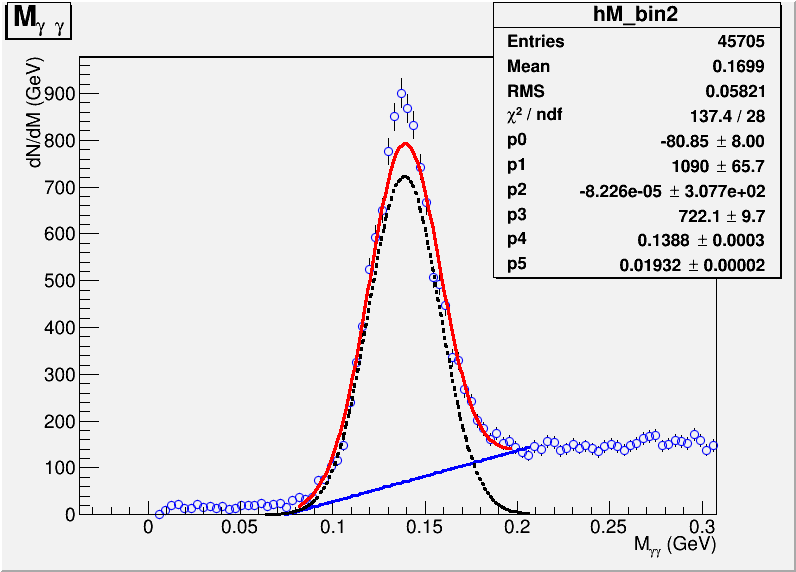 Mγ γ
hM_bin2
Entries 45705
Mean 0.1699
RMS 0.05821
χ² / ndf 137.4 / 28
p0 -80.85 ± 8.00
p1 1090 ± 65.7
p2 -8.226e-05 ± 3.077e+02
p3 722.1 ± 9.7
p4 0.1388 ± 0.0003
p5 0.01932 ± 0.00002
dN/dM (GeV)
900
800
700
600
500
400
300
200
100
0
0 0.05 0.1 0.15 0.2 0.25 0.3
Mγγ (GeV)